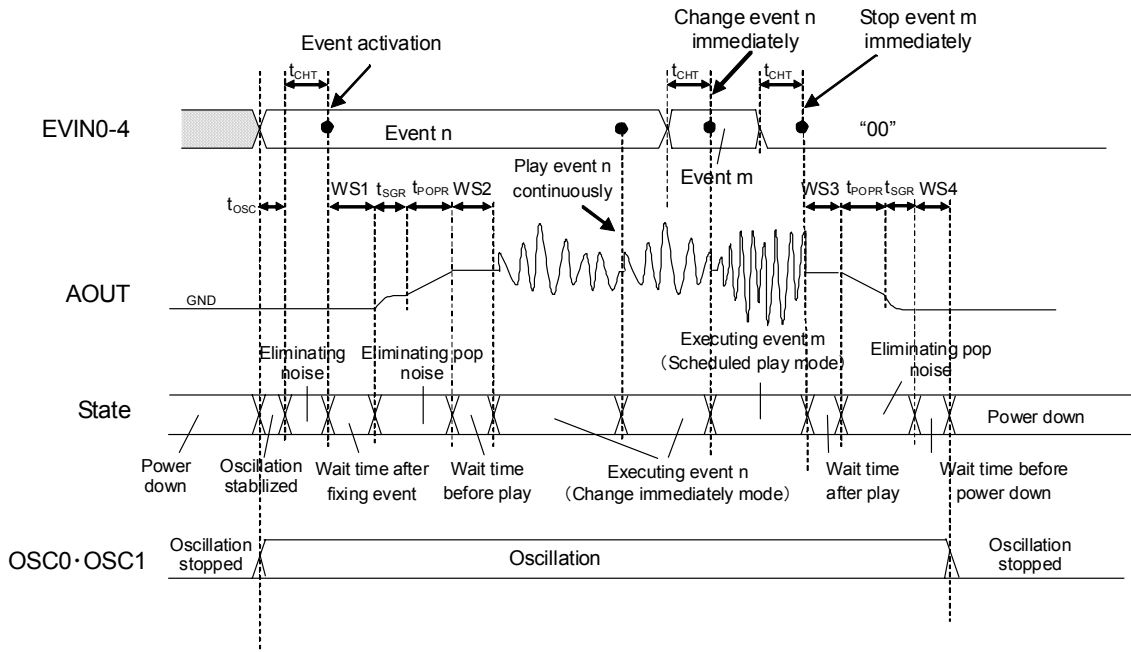 Event activation
Change event n
immediately
Stop event m
immediately
tCHT
tCHT
tCHT
EVIN0-4
Event n
Event m
“00”
Play event n
continuously
tOSC
WS1
tSGR
tPOPR
WS2
WS3
tPOPR
tSGR
WS4
AOUT
GND
Eliminating
noise
Eliminating pop
noise
Executing event m
(Scheduled play mode)
Eliminating pop
noise
State
Power down
Power
down
Oscillation
stabilized
Wait time after
fixing event
Wait time
before play
Executing event n
(Change immediately mode)
Wait time
after play
Wait time before
power down
OSC0·OSC1
Oscillation
stopped
Oscillation
Oscillation
stopped